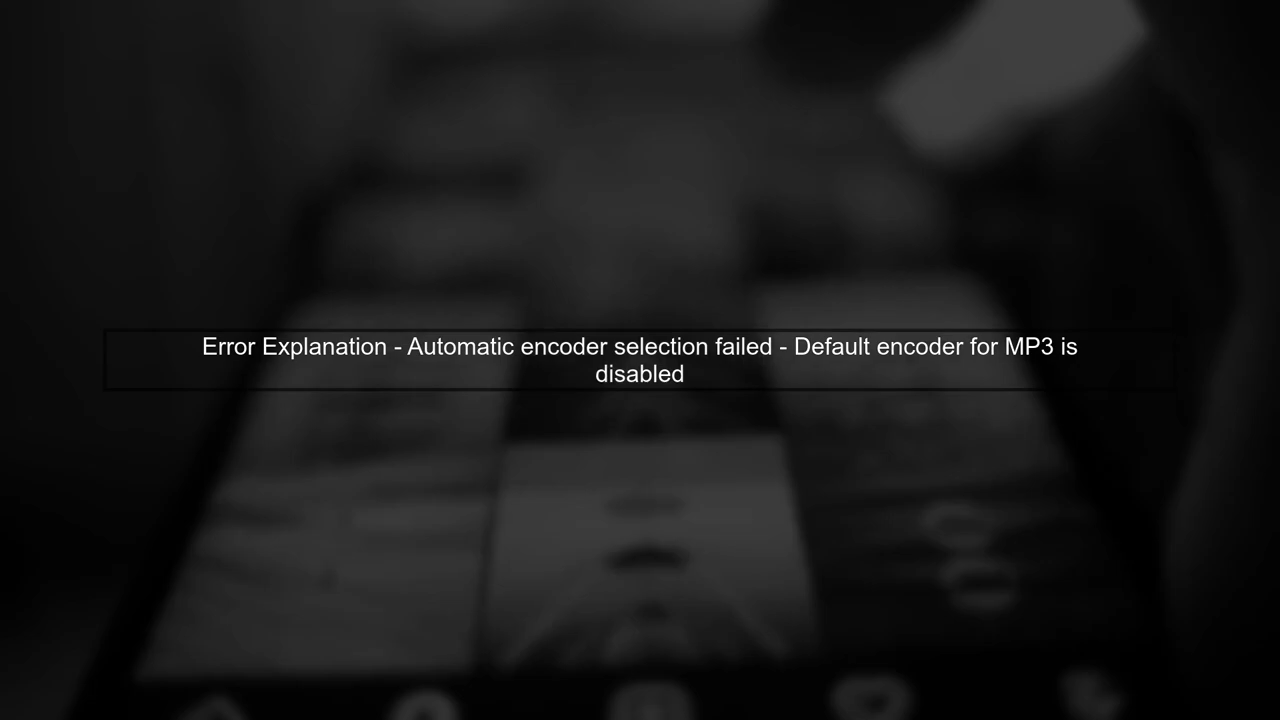 Error Explanation - Automatic encoder selection failed - Default encoder for MP3 is
disabled